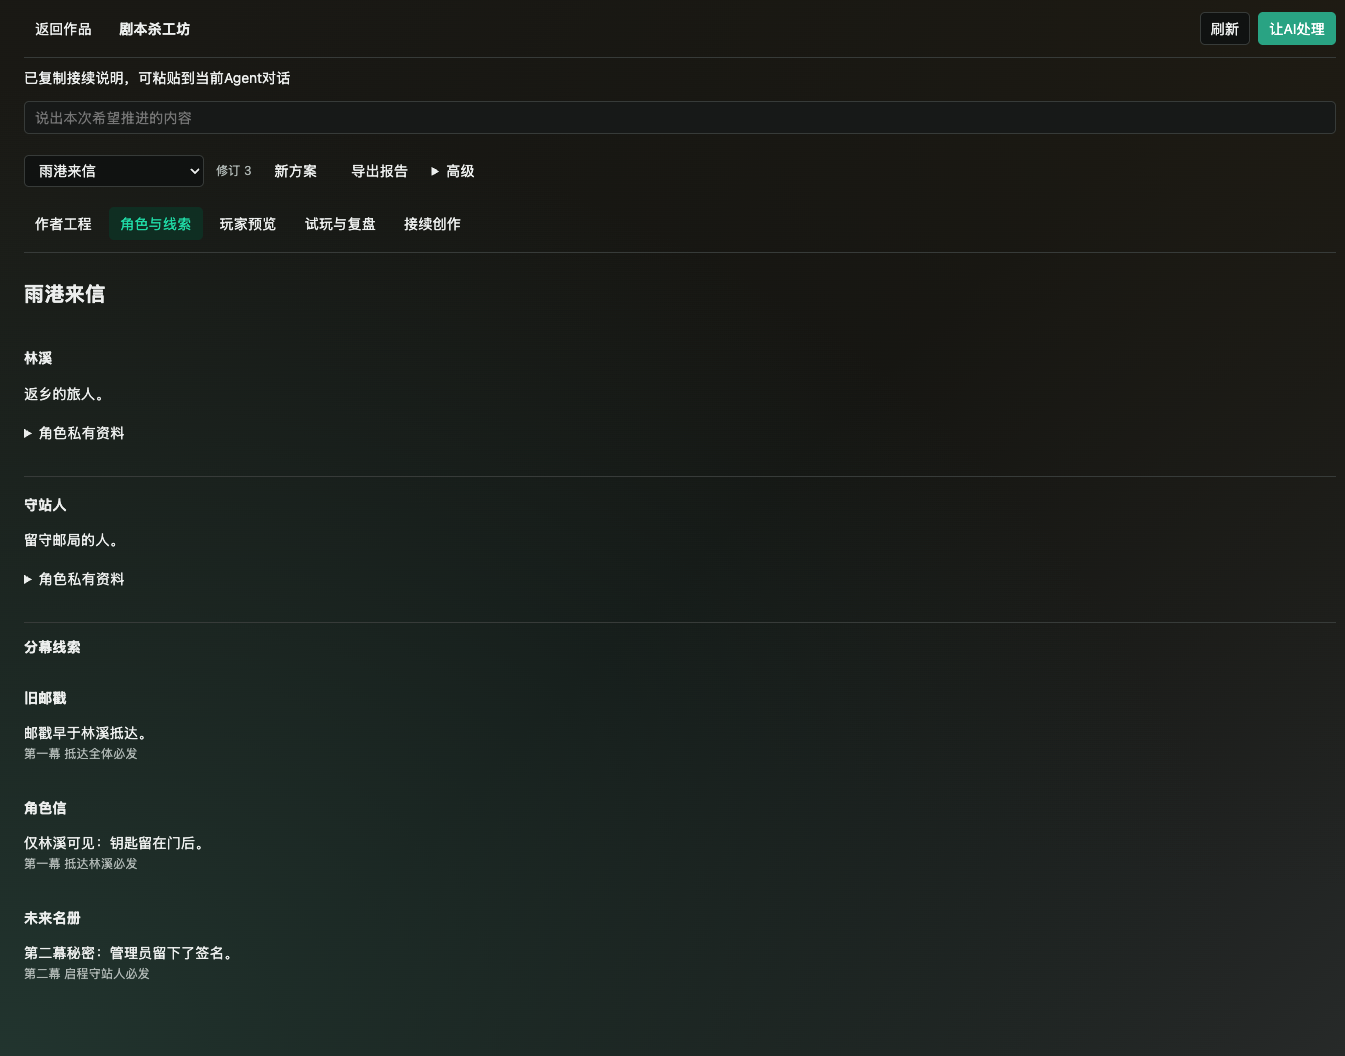 返回作品 剧本杀工坊 刷新 让AI处理
已复制接续说明，可粘贴到当前Agent对话
说出本次希望推进的内容
雨港来信 修订 3 新方案 导出报告 ▶ 高级
作者工程 角色与线索 玩家预览 试玩与复盘 接续创作
雨港来信
林溪
返乡的旅人。
▶ 角色私有资料
守站人
留守邮局的人。
▶ 角色私有资料
分幕线索
旧邮戳
邮戳早于林溪抵达。
第一幕 抵达全体必发
角色信
仅林溪可见：钥匙留在门后。
第一幕 抵达林溪必发
未来名册
第二幕秘密：管理员留下了签名。
第二幕 启程守站人必发